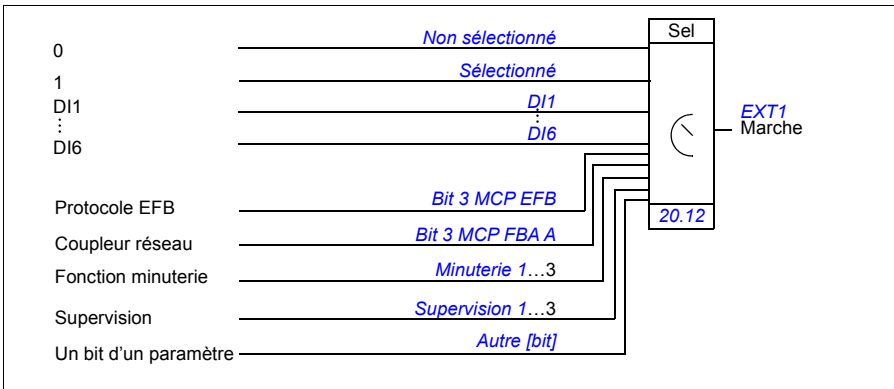 0 Non sélectionné Sel
1 Sélectionné
DI1 DI1
⋮ ⋮
DI6 DI6
EXT1
Marche
Protocole EFB Bit 3 MCP EFB
20.12
Coupleur réseau Bit 3 MCP FBA A
Fonction minuterie Minuterie 1…3
Supervision Supervision 1…3
Un bit d'un paramètre Autre [bit]